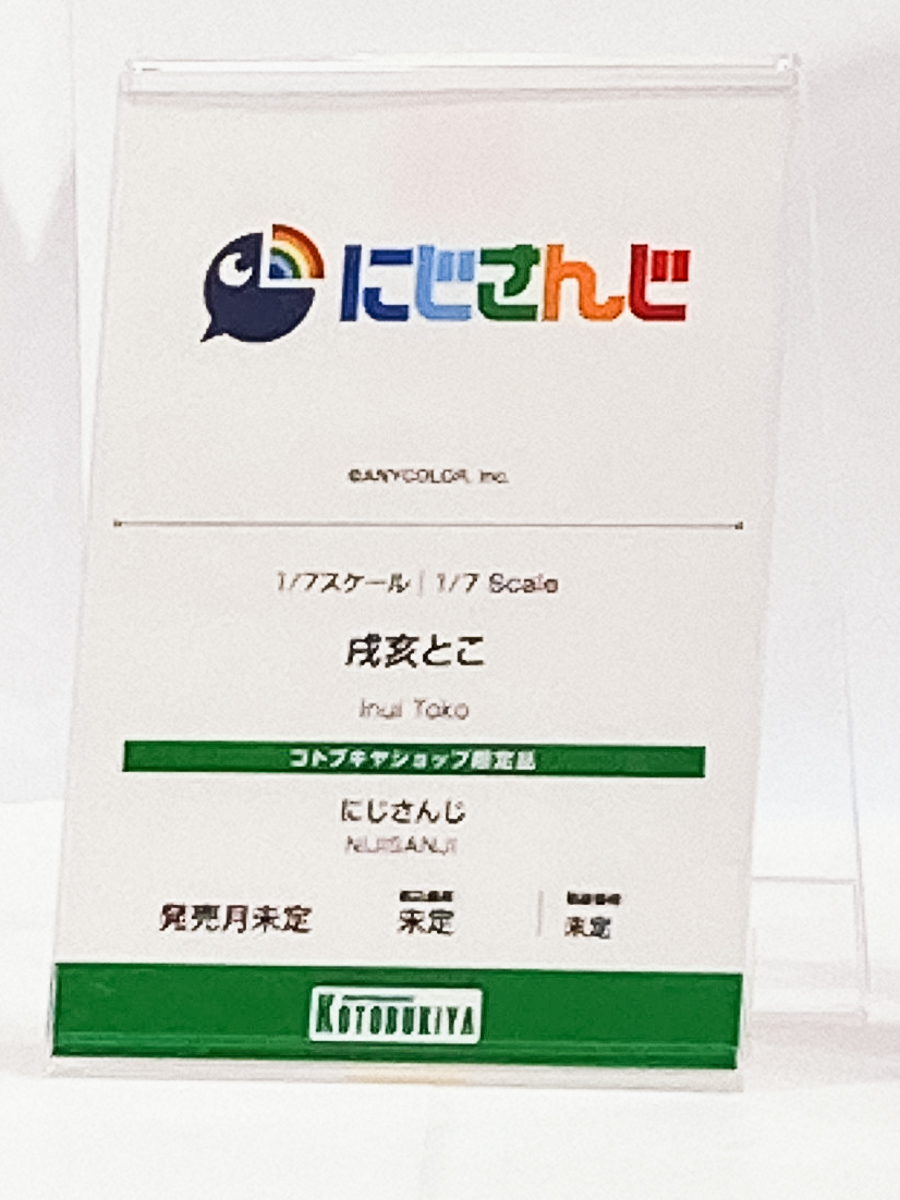 にじさんじ
©ANYCOLOR, Inc.
1/7スケール | 1/7 Scale
戌亥とこ
Inui Toko
コトブキヤショップ限定品
にじさんじ
NIJISANJI
発売月未定
未定
未定
KOTOBUKIYA